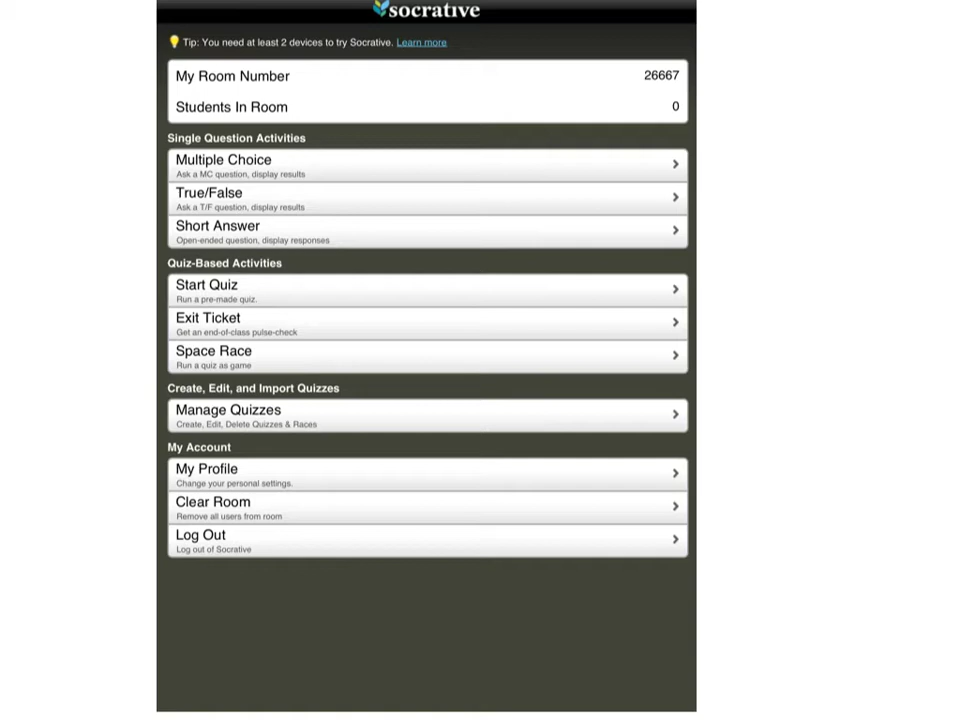 socrative
Tip: You need at least 2 devices to try Socrative. Learn more
My Room Number 26667
Students In Room 0
Single Question Activities
Multiple Choice
Ask a MC question, display results
True/False
Ask a T/F question, display results
Short Answer
Open-ended question, display responses
Quiz-Based Activities
Start Quiz
Run a pre-made quiz.
Exit Ticket
Get an end-of-class pulse-check
Space Race
Run a quiz as game
Create, Edit, and Import Quizzes
Manage Quizzes
Create, Edit, Delete Quizzes & Races
My Account
My Profile
Change your personal settings.
Clear Room
Remove all users from room
Log Out
Log out of Socrative